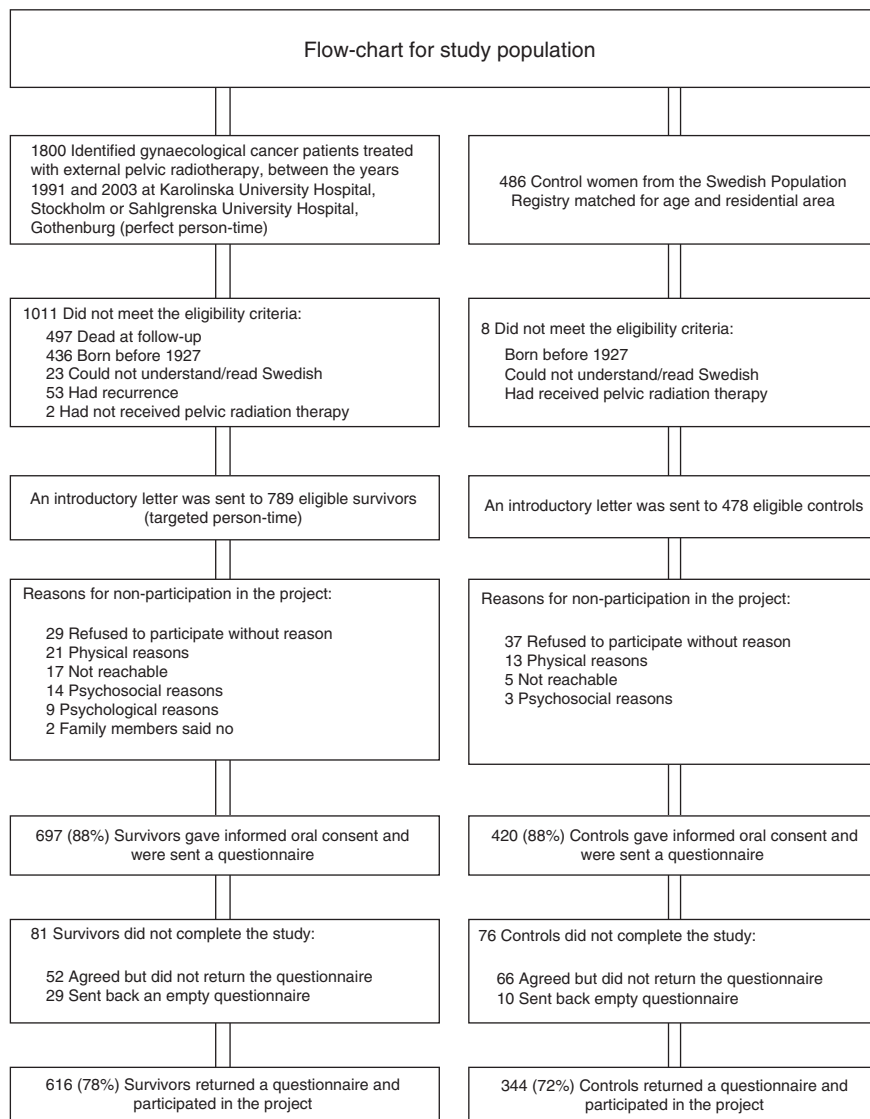 Flow-chart for study population
1800 Identified gynaecological cancer patients treated
with external pelvic radiotherapy, between the years
1991 and 2003 at Karolinska University Hospital,
Stockholm or Sahlgrenska University Hospital,
Gothenburg (perfect person-time)
486 Control women from the Swedish Population
Registry matched for age and residential area
1011 Did not meet the eligibility criteria:
497 Dead at follow-up
436 Born before 1927
23 Could not understand/read Swedish
53 Had recurrence
2 Had not received pelvic radiation therapy
8 Did not meet the eligibility criteria:
Born before 1927
Could not understand/read Swedish
Had received pelvic radiation therapy
An introductory letter was sent to 789 eligible survivors
(targeted person-time)
An introductory letter was sent to 478 eligible controls
Reasons for non-participation in the project:
29 Refused to participate without reason
21 Physical reasons
17 Not reachable
14 Psychosocial reasons
9 Psychological reasons
2 Family members said no
Reasons for non-participation in the project:
37 Refused to participate without reason
13 Physical reasons
5 Not reachable
3 Psychosocial reasons
697 (88%) Survivors gave informed oral consent and
were sent a questionnaire
420 (88%) Controls gave informed oral consent and
were sent a questionnaire
81 Survivors did not complete the study:
52 Agreed but did not return the questionnaire
29 Sent back an empty questionnaire
76 Controls did not complete the study:
66 Agreed but did not return the questionnaire
10 Sent back empty questionnaire
616 (78%) Survivors returned a questionnaire and
participated in the project
344 (72%) Controls returned a questionnaire and
participated in the project